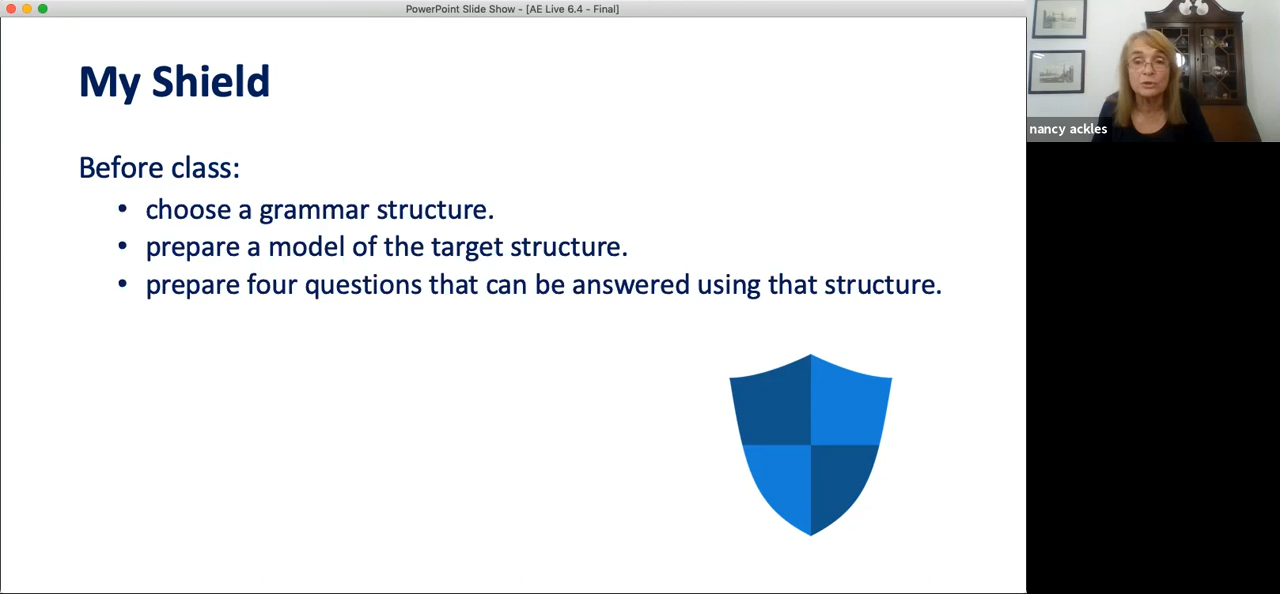 PowerPoint Slide Show - [AE Live 6.4 - Final]
My Shield
Before class:
• choose a grammar structure.
• prepare a model of the target structure.
• prepare four questions that can be answered using that structure.
nancy ackles